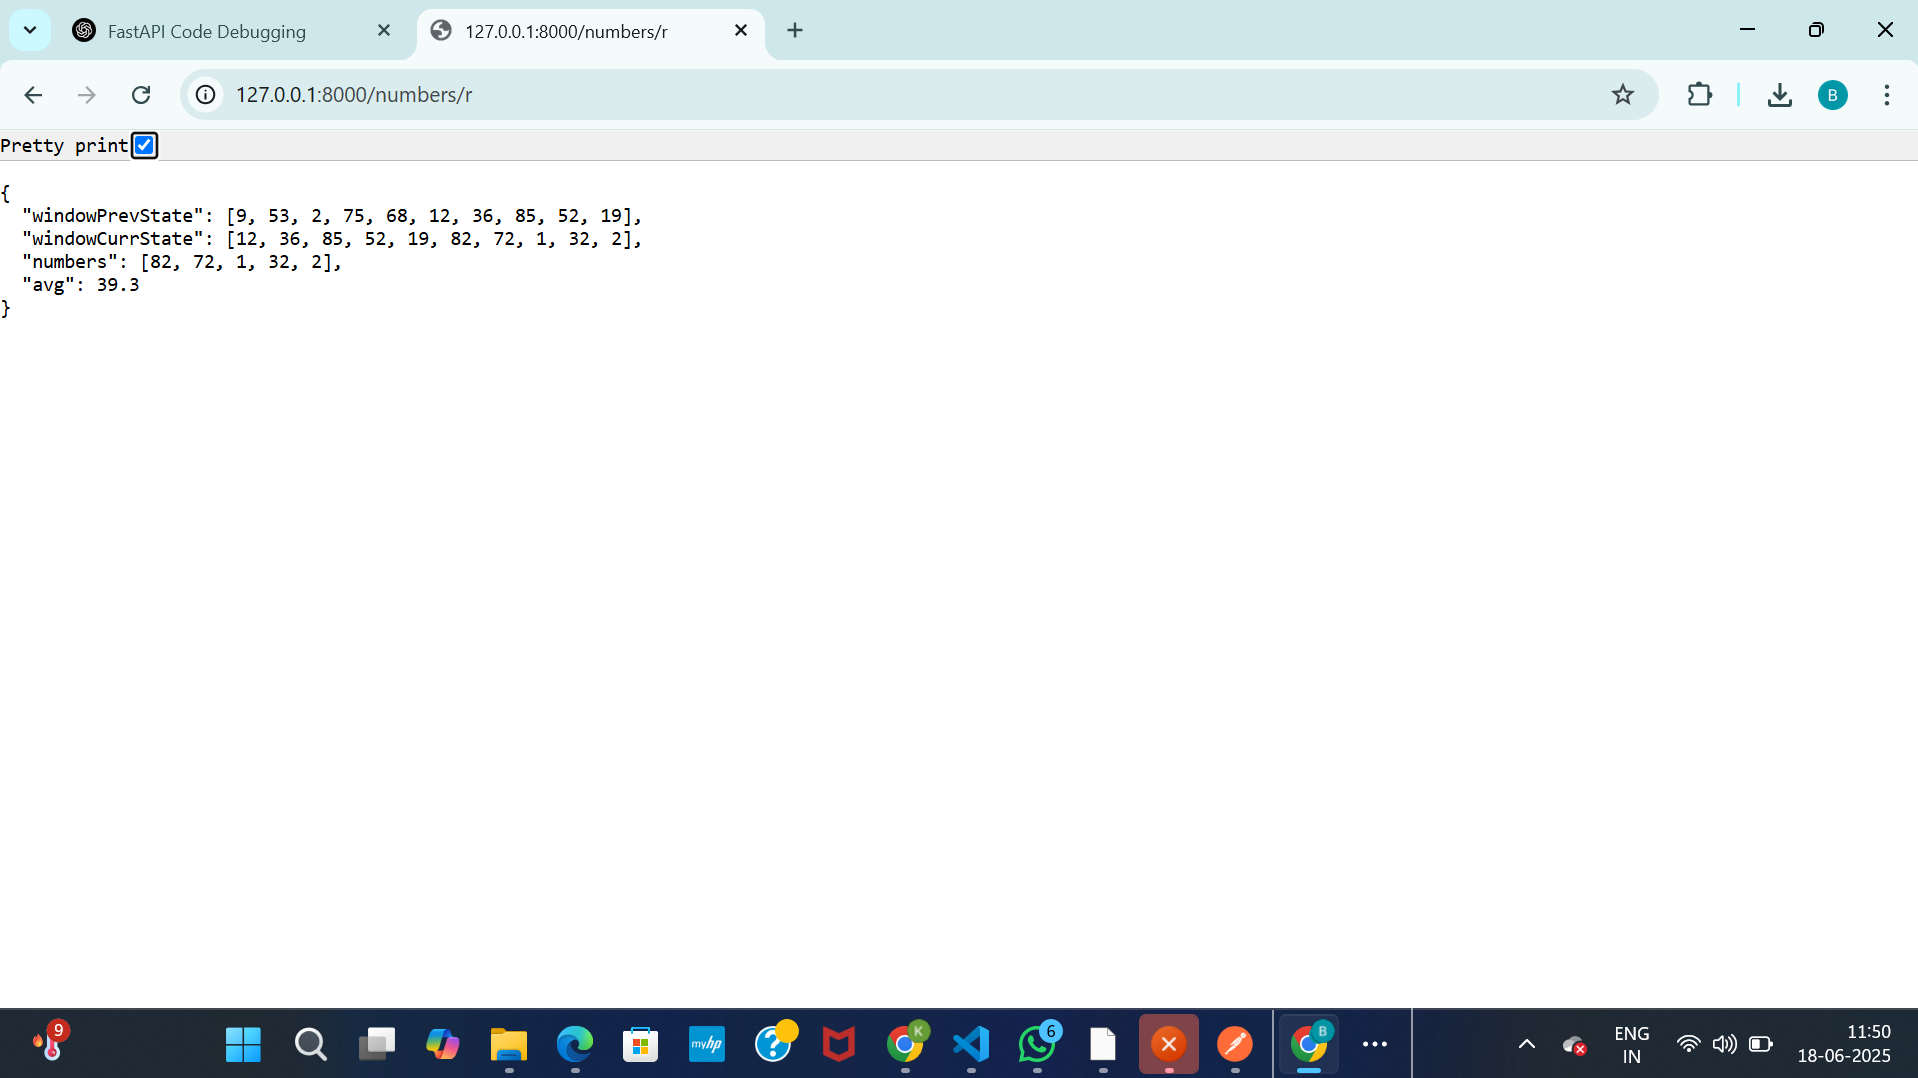 FastAPI Code Debugging
127.0.0.1:8000/numbers/r
127.0.0.1:8000/numbers/r
B
Pretty print
{
  "windowPrevState": [9, 53, 2, 75, 68, 12, 36, 85, 52, 19],
  "windowCurrState": [12, 36, 85, 52, 19, 82, 72, 1, 32, 2],
  "numbers": [82, 72, 1, 32, 2],
  "avg": 39.3
}
9
myhp
?
K
6
B
ENG
IN
11:50
18-06-2025